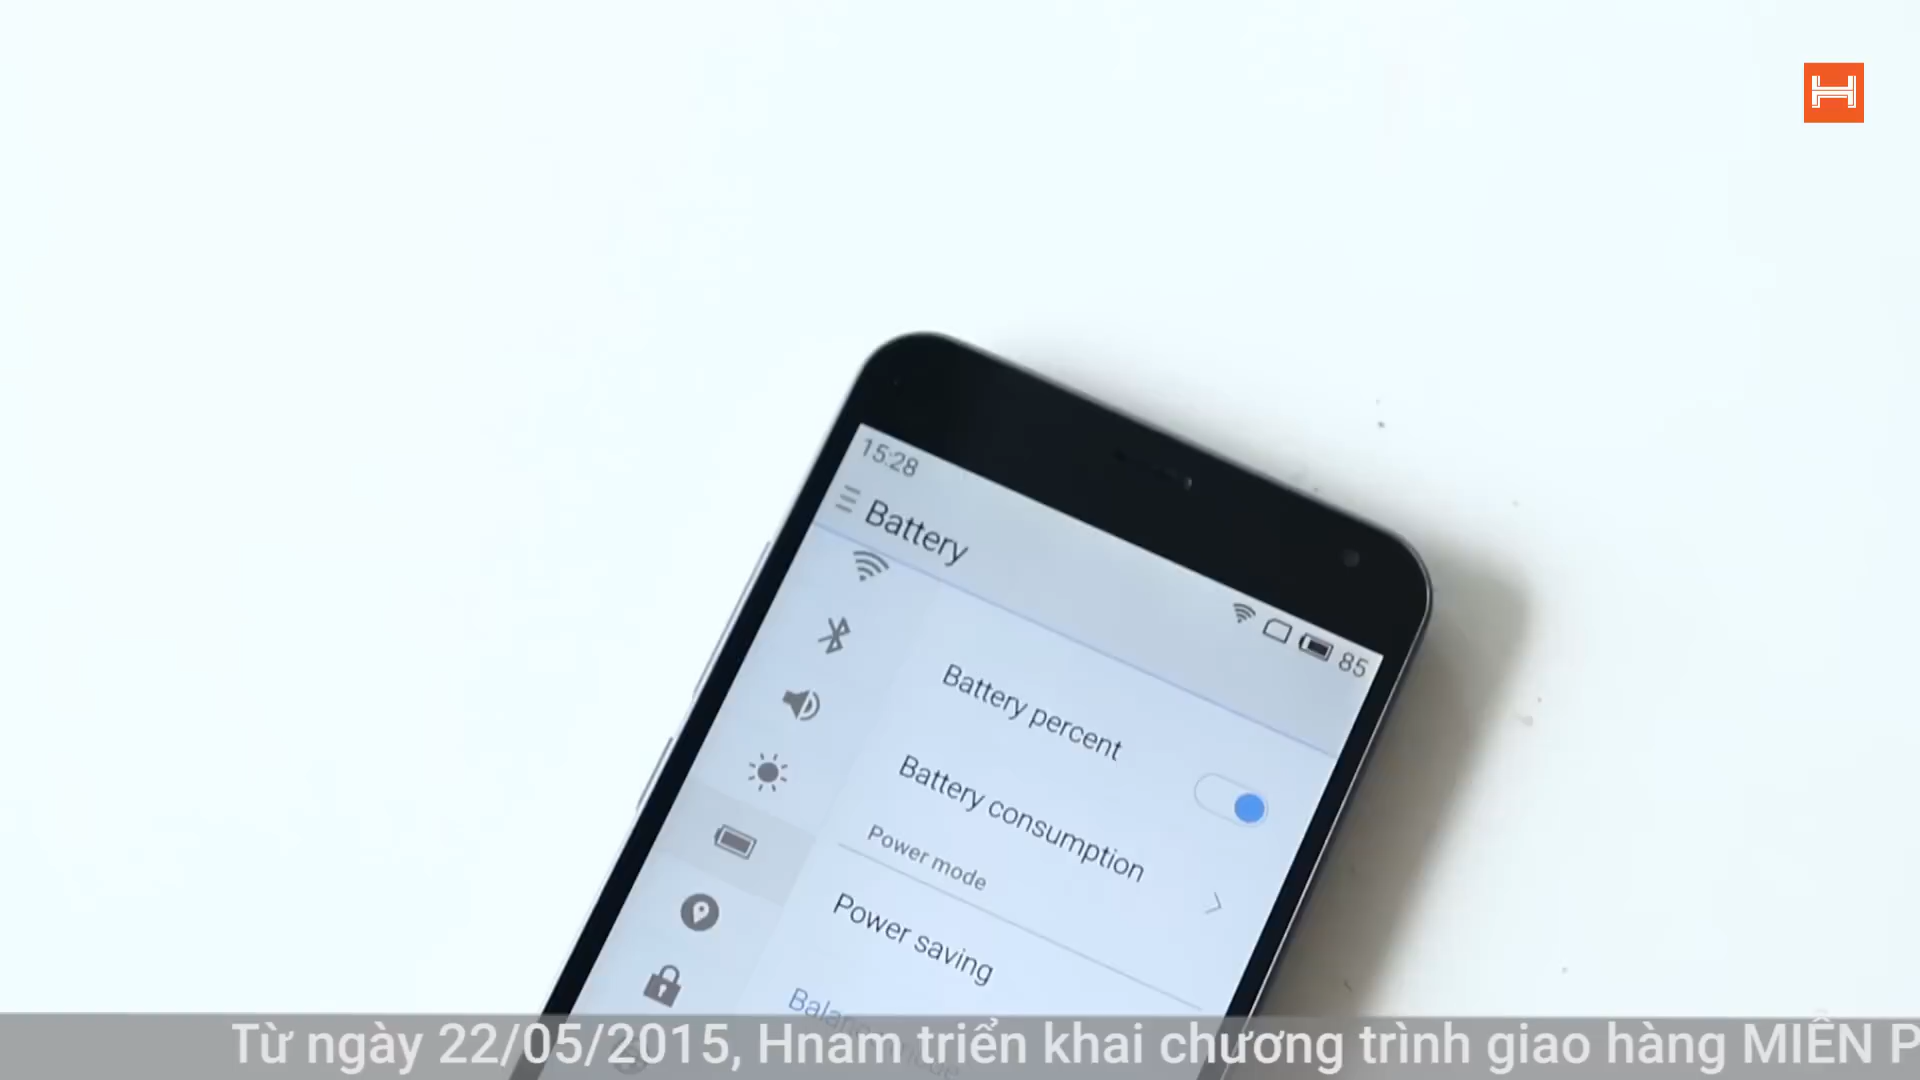 15:28
Battery
85
Battery percent
Battery consumption
Power mode
Power saving
Từ ngày 22/05/2015, Hnam triển khai chương trình giao hàng MIỄN P